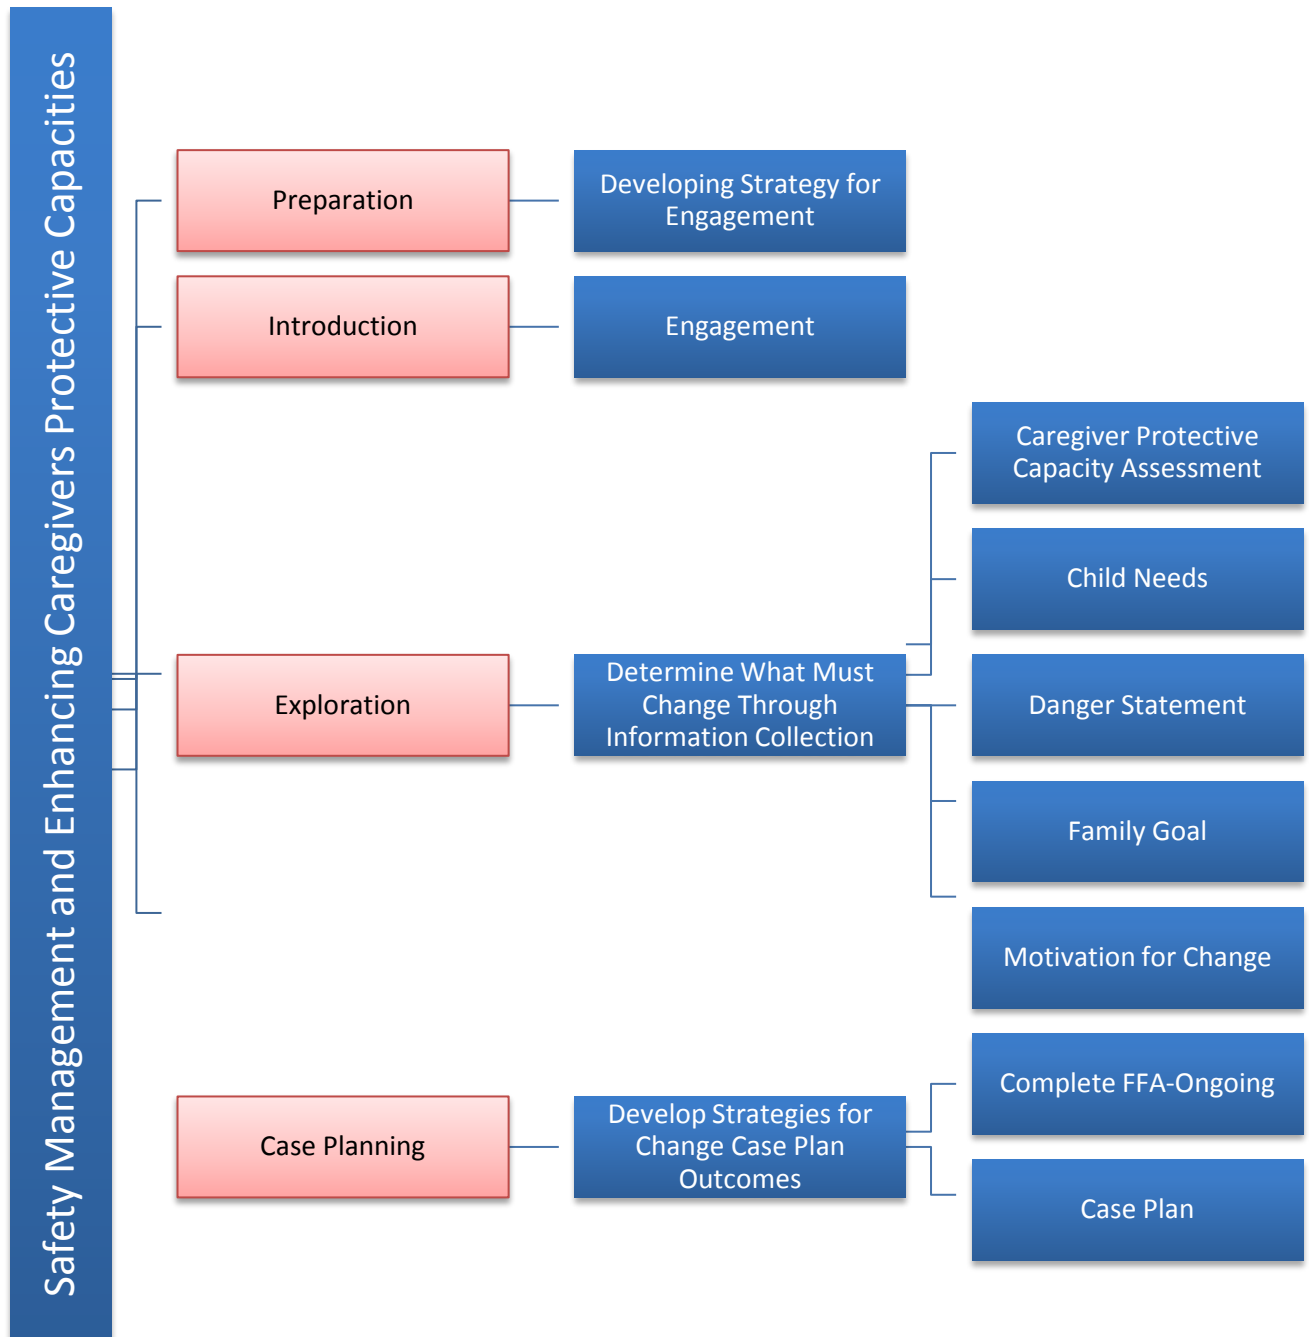 Safety Management and Enhancing Caregivers Protective Capacities
Preparation
Developing Strategy for
Engagement
Introduction
Engagement
Exploration
Determine What Must
Change Through
Information Collection
Caregiver Protective
Capacity Assessment
Child Needs
Danger Statement
Family Goal
Motivation for Change
Case Planning
Develop Strategies for
Change Case Plan
Outcomes
Complete FFA-Ongoing
Case Plan